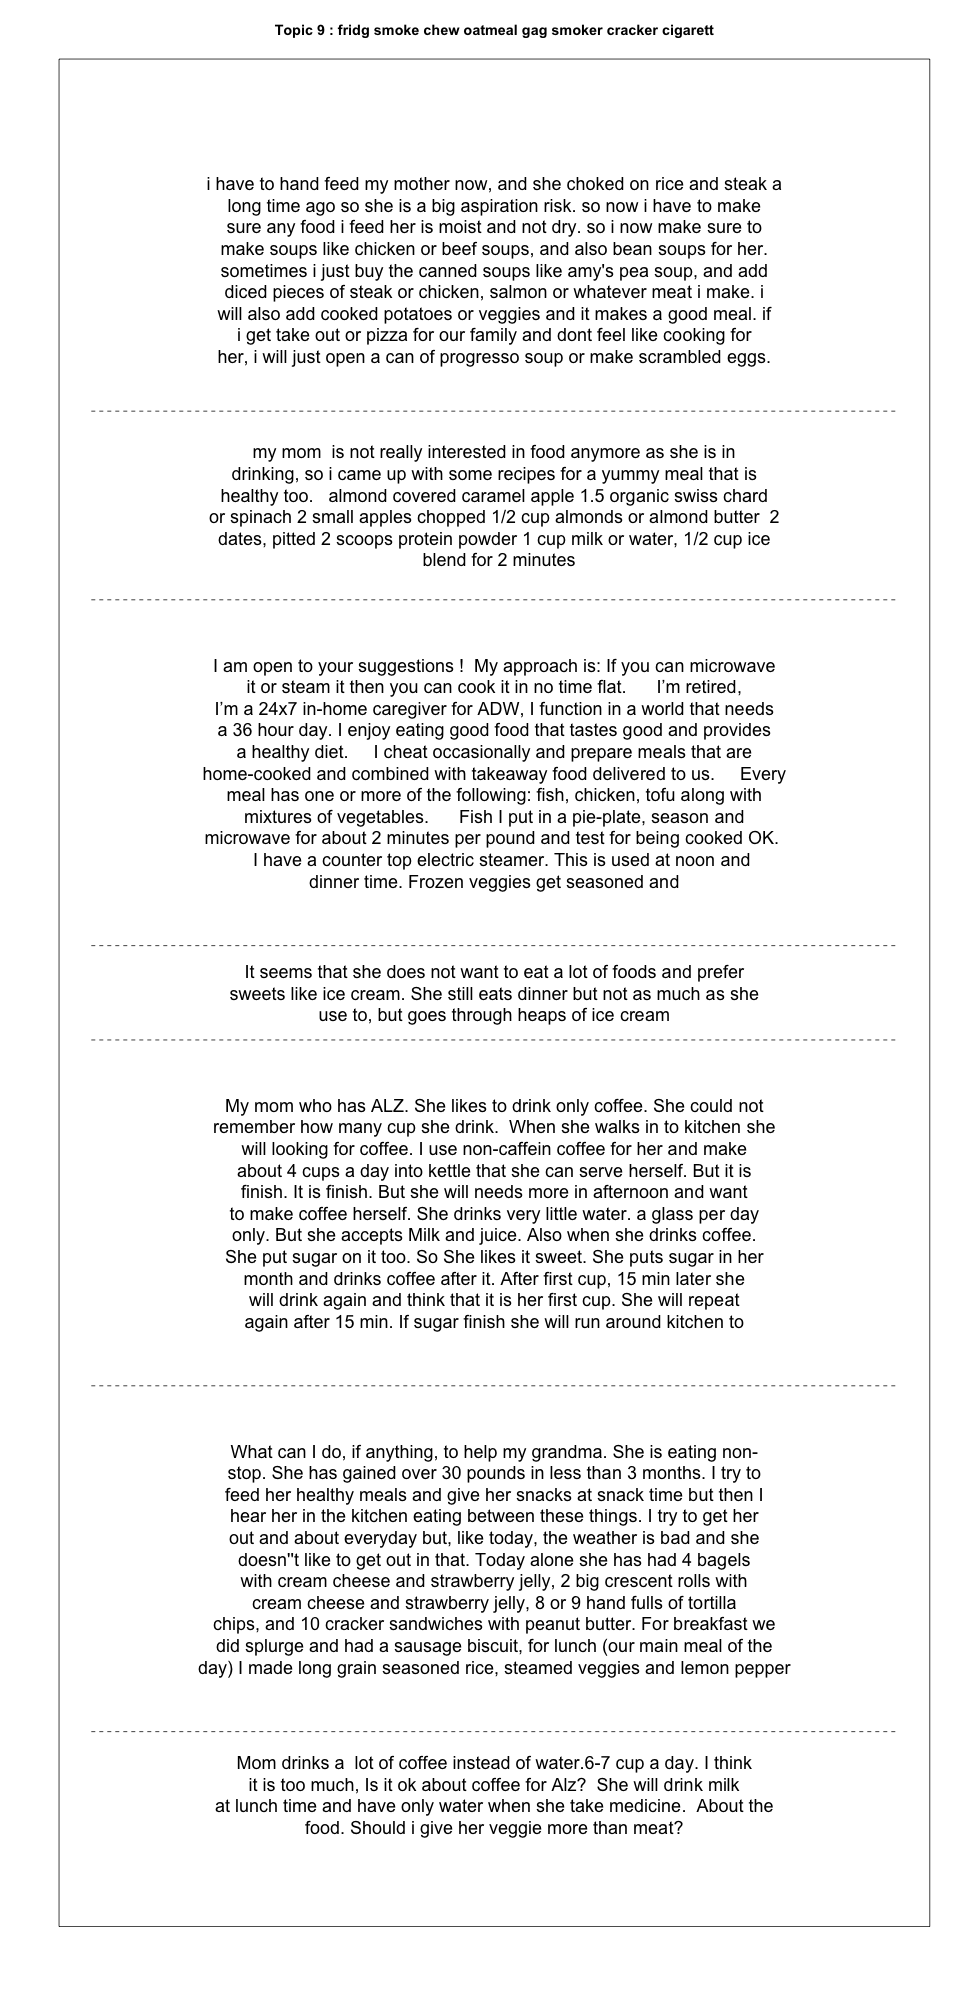 Topic 9 : fridg smoke chew oatmeal gag smoker cracker cigarett
i have to hand feed my mother now, and she choked on rice and steak a
long time ago so she is a big aspiration risk. so now i have to make
sure any food i feed her is moist and not dry. so i now make sure to
make soups like chicken or beef soups, and also bean soups for her.
sometimes i just buy the canned soups like amy's pea soup, and add
diced pieces of steak or chicken, salmon or whatever meat i make. i
will also add cooked potatoes or veggies and it makes a good meal. if
i get take out or pizza for our family and dont feel like cooking for
her, i will just open a can of progresso soup or make scrambled eggs.
my mom  is not really interested in food anymore as she is in
drinking, so i came up with some recipes for a yummy meal that is
healthy too.   almond covered caramel apple 1.5 organic swiss chard
or spinach 2 small apples chopped 1/2 cup almonds or almond butter  2
dates, pitted 2 scoops protein powder 1 cup milk or water, 1/2 cup ice
blend for 2 minutes
I am open to your suggestions !  My approach is: If you can microwave
it or steam it then you can cook it in no time flat.      I’m retired,
I’m a 24x7 in-home caregiver for ADW, I function in a world that needs
a 36 hour day. I enjoy eating good food that tastes good and provides
a healthy diet.     I cheat occasionally and prepare meals that are
home-cooked and combined with takeaway food delivered to us.     Every
meal has one or more of the following: fish, chicken, tofu along with
mixtures of vegetables.      Fish I put in a pie-plate, season and
microwave for about 2 minutes per pound and test for being cooked OK.
I have a counter top electric steamer. This is used at noon and
dinner time. Frozen veggies get seasoned and
It seems that she does not want to eat a lot of foods and prefer
sweets like ice cream. She still eats dinner but not as much as she
use to, but goes through heaps of ice cream
My mom who has ALZ. She likes to drink only coffee. She could not
remember how many cup she drink.  When she walks in to kitchen she
will looking for coffee. I use non-caffein coffee for her and make
about 4 cups a day into kettle that she can serve herself. But it is
finish. It is finish. But she will needs more in afternoon and want
to make coffee herself. She drinks very little water. a glass per day
only. But she accepts Milk and juice. Also when she drinks coffee.
She put sugar on it too. So She likes it sweet. She puts sugar in her
month and drinks coffee after it. After first cup, 15 min later she
will drink again and think that it is her first cup. She will repeat
again after 15 min. If sugar finish she will run around kitchen to
What can I do, if anything, to help my grandma. She is eating non-
stop. She has gained over 30 pounds in less than 3 months. I try to
feed her healthy meals and give her snacks at snack time but then I
hear her in the kitchen eating between these things. I try to get her
out and about everyday but, like today, the weather is bad and she
doesn"t like to get out in that. Today alone she has had 4 bagels
with cream cheese and strawberry jelly, 2 big crescent rolls with
cream cheese and strawberry jelly, 8 or 9 hand fulls of tortilla
chips, and 10 cracker sandwiches with peanut butter. For breakfast we
did splurge and had a sausage biscuit, for lunch (our main meal of the
day) I made long grain seasoned rice, steamed veggies and lemon pepper
Mom drinks a  lot of coffee instead of water.6-7 cup a day. I think
it is too much, Is it ok about coffee for Alz?  She will drink milk
at lunch time and have only water when she take medicine.  About the
food. Should i give her veggie more than meat?